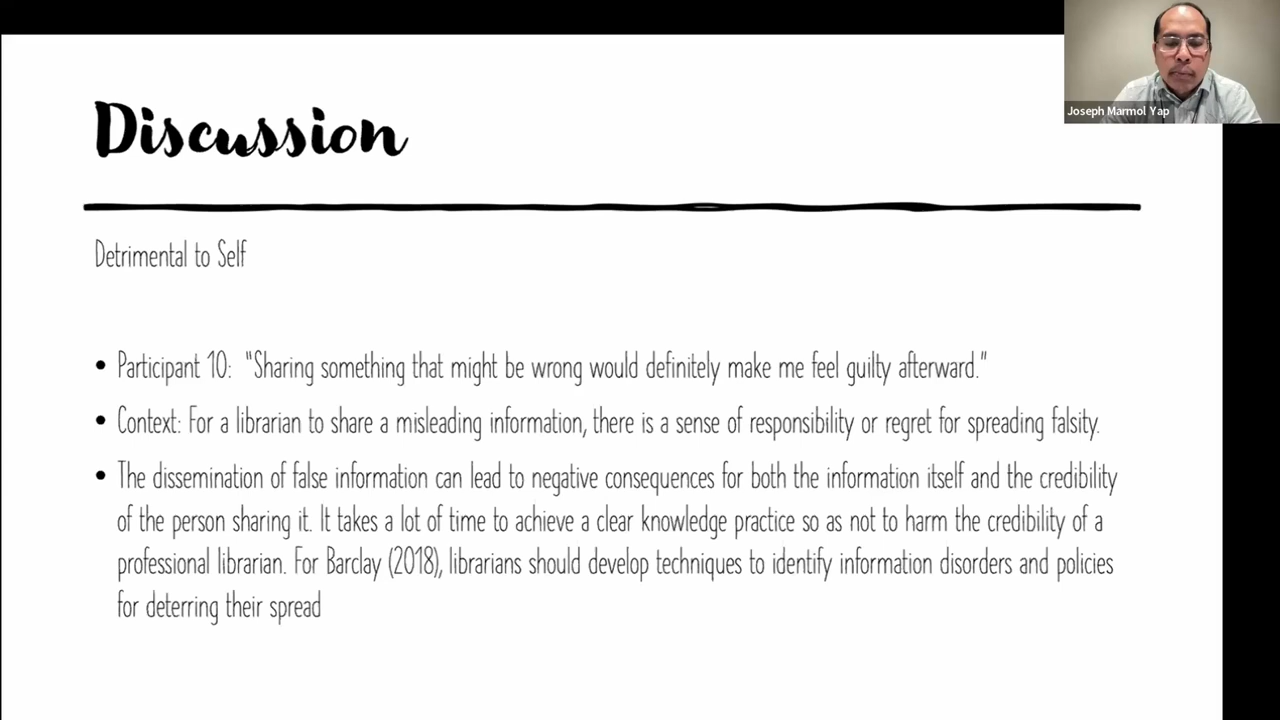 Joseph Marmol Yap
Discussion
Detrimental to Self
• Participant 10: "Sharing something that might be wrong would definitely make me feel guilty afterward."
• Context: For a librarian to share a misleading information, there is a sense of responsibility or regret for spreading falsity.
• The dissemination of false information can lead to negative consequences for both the information itself and the credibility
of the person sharing it. It takes a lot of time to achieve a clear knowledge practice so as not to harm the credibility of a
professional librarian. For Barclay (2018), librarians should develop techniques to identify information disorders and policies
for deterring their spread